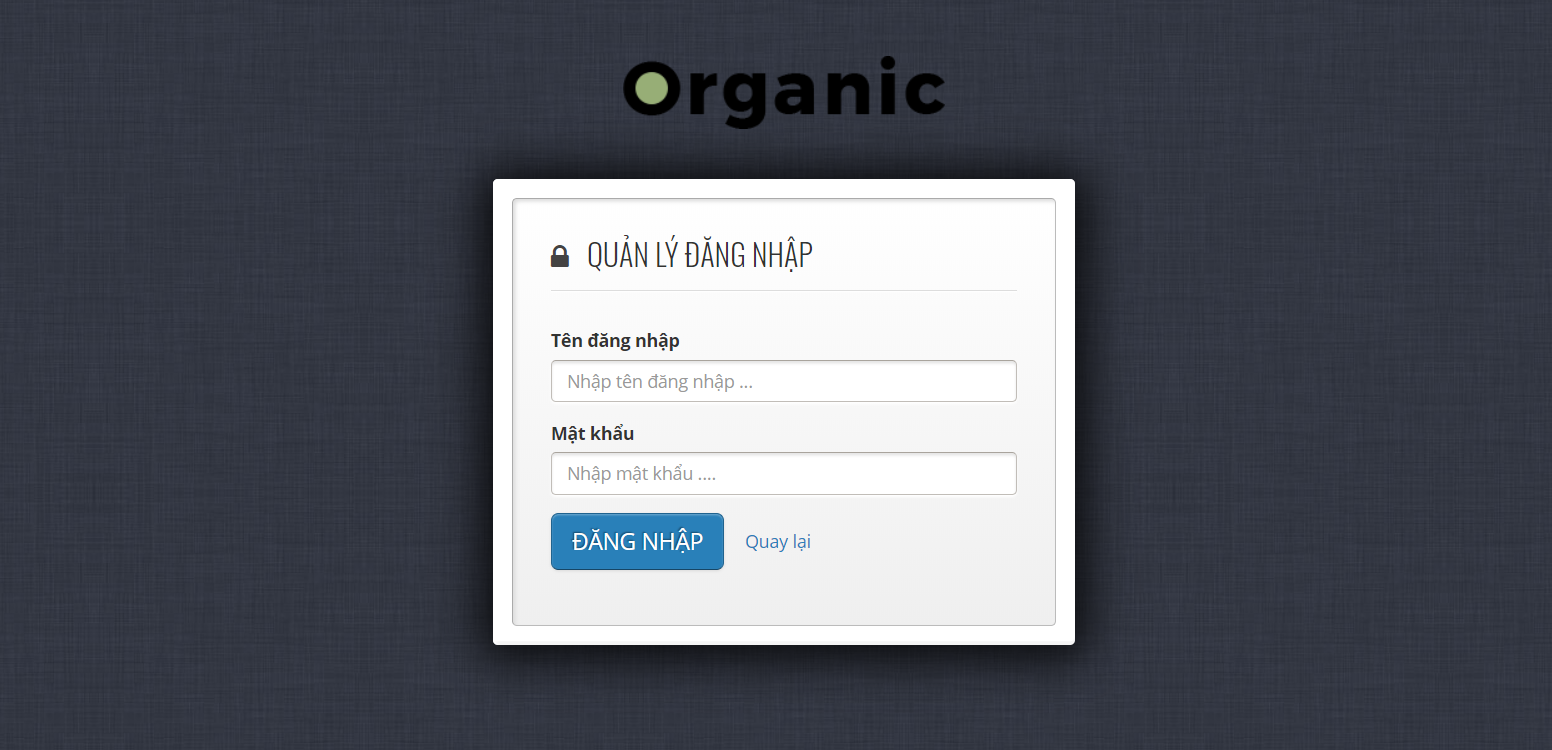 Organic
QUẢN LÝ ĐĂNG NHẬP
Tên đăng nhập
Nhập tên đăng nhập ...
Mật khẩu
Nhập mật khẩu ....
ĐĂNG NHẬP Quay lại